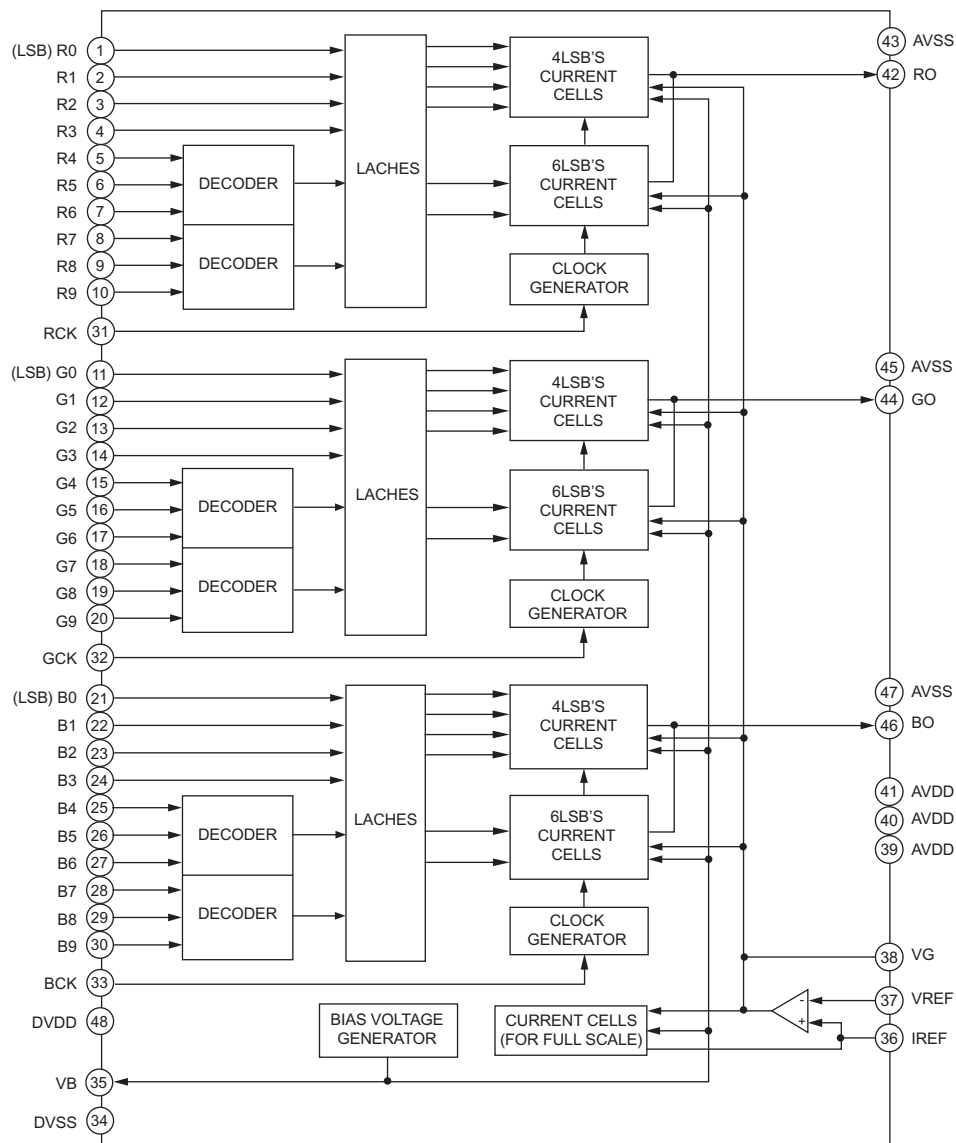 (LSB) R0 1
R1 2
R2 3
R3 4
R4 5
R5 6
R6 7
R7 8
R8 9
R9 10
RCK 31
DECODER
DECODER
LACHES
4LSB'S
CURRENT
CELLS
6LSB'S
CURRENT
CELLS
CLOCK
GENERATOR
43 AVSS
42 RO
(LSB) G0 11
G1 12
G2 13
G3 14
G4 15
G5 16
G6 17
G7 18
G8 19
G9 20
GCK 32
DECODER
DECODER
LACHES
4LSB'S
CURRENT
CELLS
6LSB'S
CURRENT
CELLS
CLOCK
GENERATOR
45 AVSS
44 GO
(LSB) B0 21
B1 22
B2 23
B3 24
B4 25
B5 26
B6 27
B7 28
B8 29
B9 30
BCK 33
DECODER
DECODER
LACHES
4LSB'S
CURRENT
CELLS
6LSB'S
CURRENT
CELLS
CLOCK
GENERATOR
47 AVSS
46 BO
41 AVDD
40 AVDD
39 AVDD
38 VG
37 VREF
36 IREF
-
+
DVDD 48
VB 35
DVSS 34
BIAS VOLTAGE
GENERATOR
CURRENT CELLS
(FOR FULL SCALE)